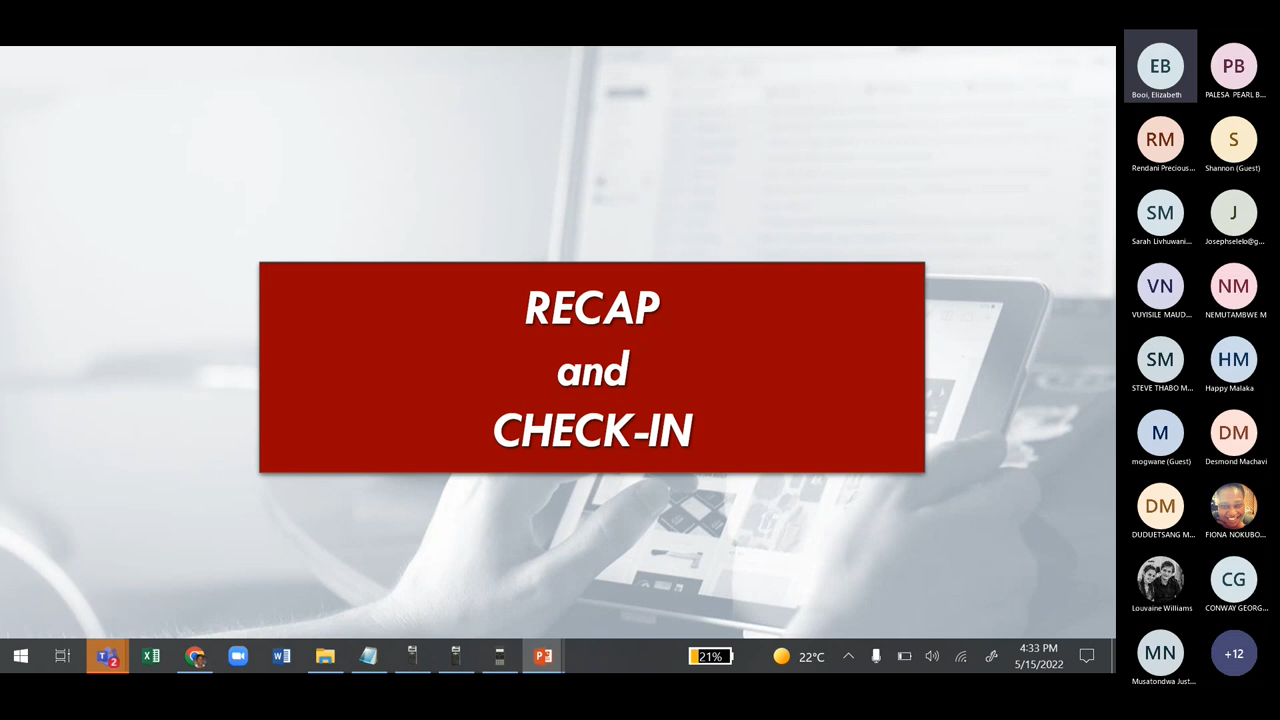 RECAP
and
CHECK-IN
EB
Booi, Elizabeth
PB
PALESA PEARL B...
RM
Rendani Precious...
S
Shannon (Guest)
SM
Sarah Livhuwani...
J
Josephselelo@g...
VN
VUYISILE MAUD...
NM
NEMUTAMBWE M
SM
STEVE THABO M...
HM
Happy Malaka
M
mogwane (Guest)
DM
Desmond Machavi
DM
DUDUETSANG M...
FIONA NOKUBO...
Louvaine Williams
CG
CONWAY GEORG...
MN
Musatondwa Just...
+12
21%
22°C
4:33 PM
5/15/2022